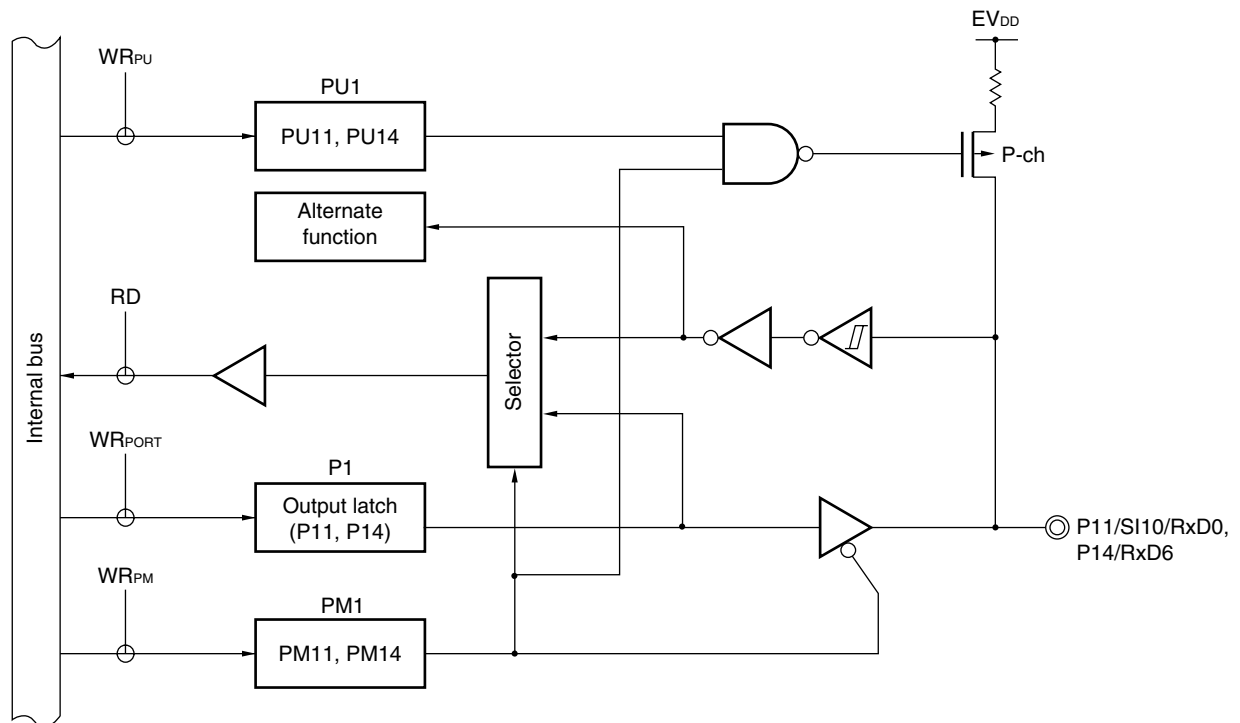 EVDD
WRPU
PU1
PU11, PU14
P-ch
Alternate
function
RD
Selector
Internal bus
WRPORT
P1
Output latch
(P11, P14)
P11/SI10/RxD0,
P14/RxD6
WRPM
PM1
PM11, PM14